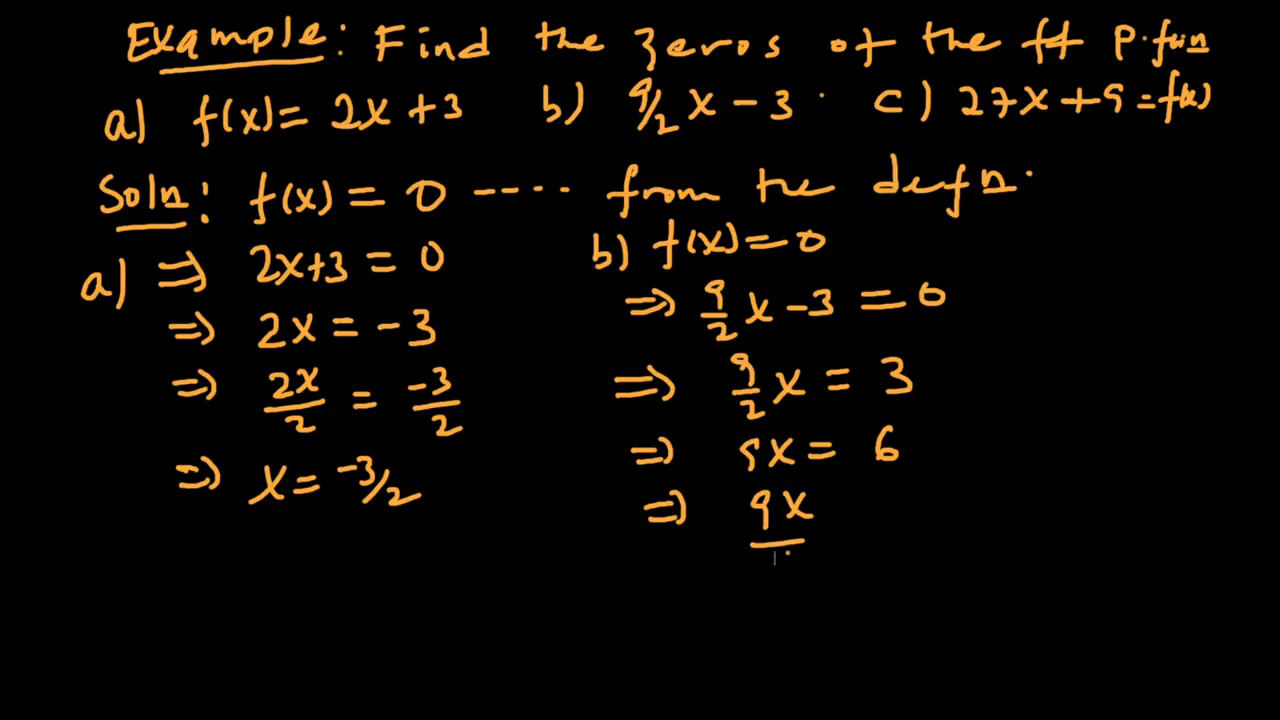 Example: Find the zeros of the ff p.fun
a) f(x) = 2x + 3 b) 9/2 x - 3 . c) 27x + 9 = f(x)
Soln: f(x) = 0 ---- from the defn.
a) ⇒ 2x+3 = 0
⇒ 2x = -3
⇒ 2x/2 = -3/2
⇒ x = -3/2
b) f(x) = 0
⇒ 9/2 x - 3 = 0
⇒ 9/2 x = 3
⇒ 9x = 6
⇒ 9x